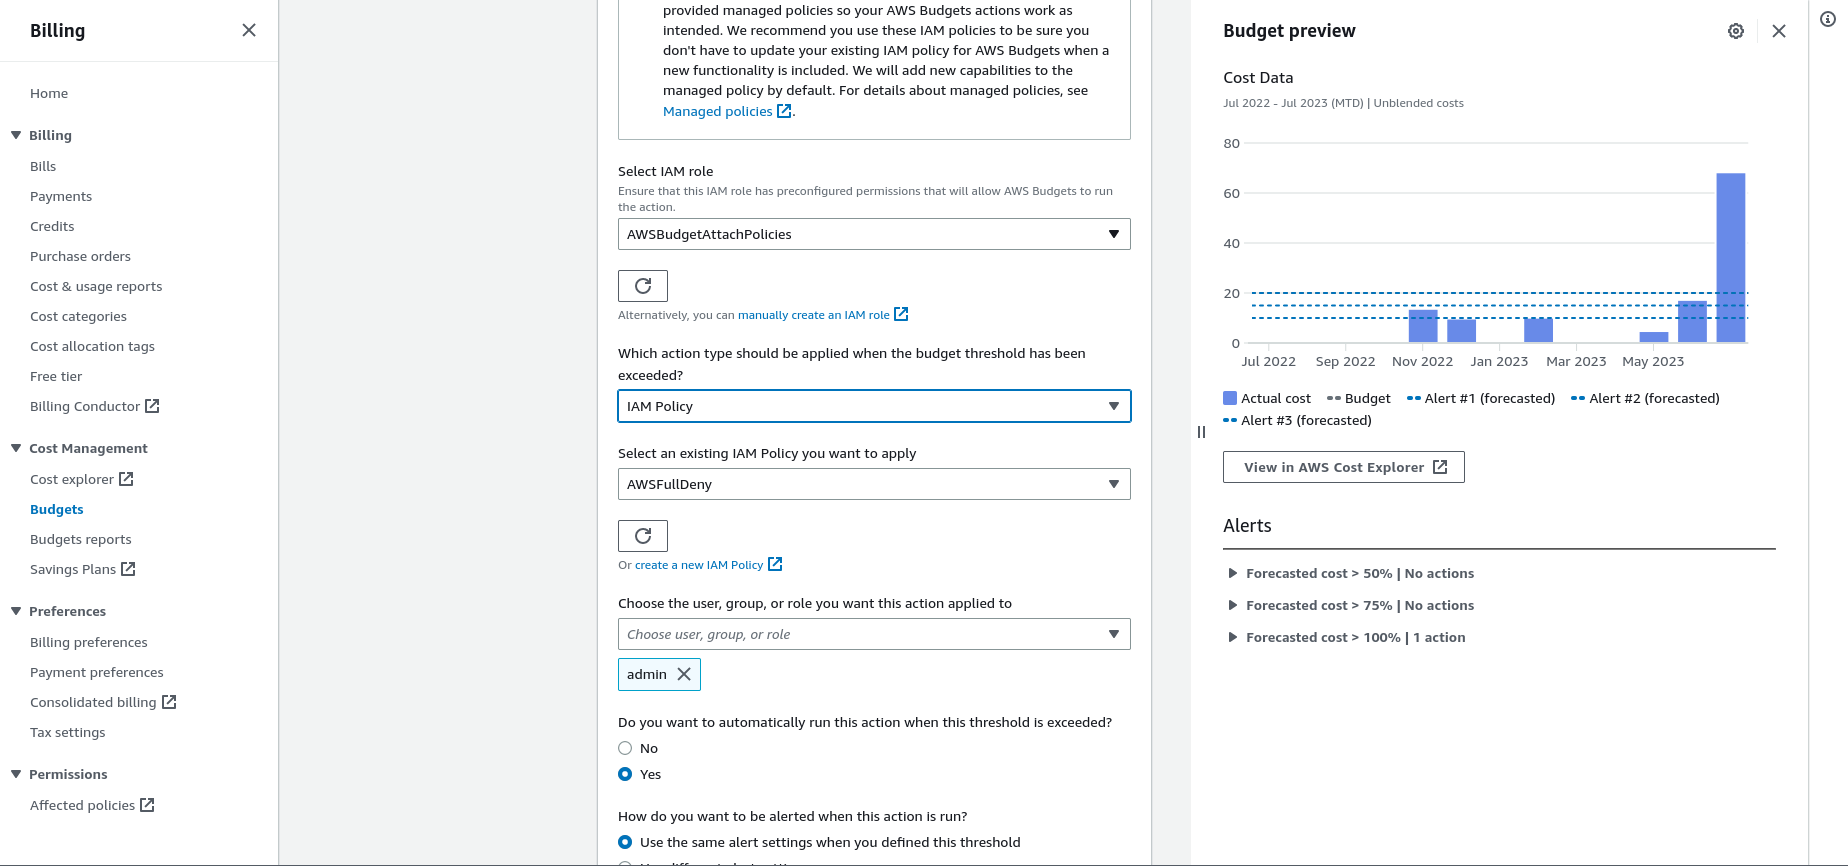 Billing
Home
Billing
Bills
Payments
Credits
Purchase orders
Cost & usage reports
Cost categories
Cost allocation tags
Free tier
Billing Conductor
Cost Management
Cost explorer
Budgets
Budgets reports
Savings Plans
Preferences
Billing preferences
Payment preferences
Consolidated billing
Tax settings
Permissions
Affected policies
provided managed policies so your AWS Budgets actions work as
intended. We recommend you use these IAM policies to be sure you
don't have to update your existing IAM policy for AWS Budgets when a
new functionality is included. We will add new capabilities to the
managed policy by default. For details about managed policies, see
Managed policies.
Select IAM role
Ensure that this IAM role has preconfigured permissions that will allow AWS Budgets to run
the action.
AWSBudgetAttachPolicies
Alternatively, you can manually create an IAM role
Which action type should be applied when the budget threshold has been
exceeded?
IAM Policy
Select an existing IAM Policy you want to apply
AWSFullDeny
Or create a new IAM Policy
Choose the user, group, or role you want this action applied to
Choose user, group, or role
admin
Do you want to automatically run this action when this threshold is exceeded?
No
Yes
How do you want to be alerted when this action is run?
Use the same alert settings when you defined this threshold
Budget preview
Cost Data
Jul 2022 - Jul 2023 (MTD) | Unblended costs
80
60
40
20
0
Jul 2022 Sep 2022 Nov 2022 Jan 2023 Mar 2023 May 2023
Actual cost Budget Alert #1 (forecasted) Alert #2 (forecasted)
Alert #3 (forecasted)
View in AWS Cost Explorer
Alerts
Forecasted cost > 50% | No actions
Forecasted cost > 75% | No actions
Forecasted cost > 100% | 1 action